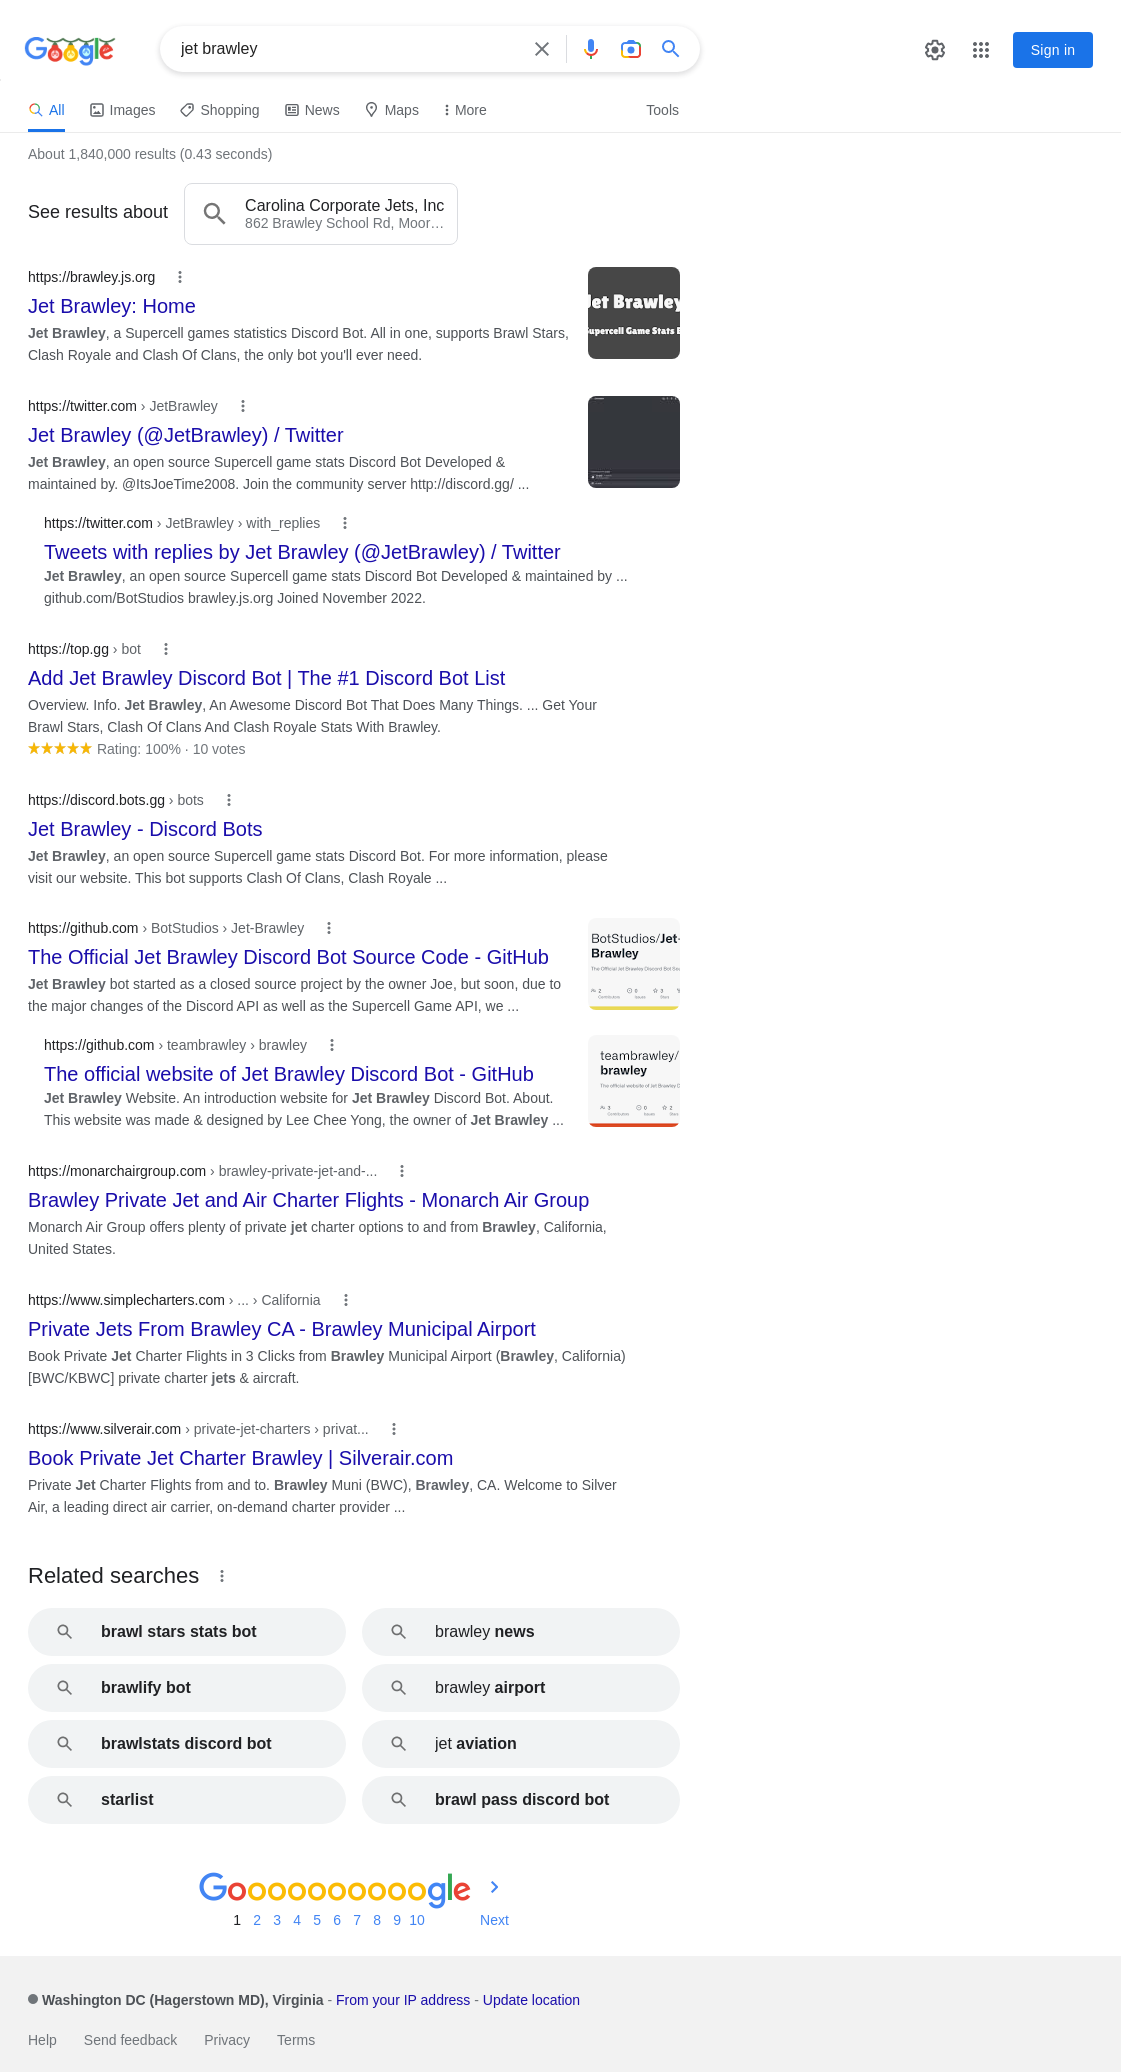 Google
jet brawley
Sign in
All
Images
Shopping
News
Maps
More
Tools
About 1,840,000 results (0.43 seconds)
See results about
Carolina Corporate Jets, Inc
862 Brawley School Rd, Moor…
https://brawley.js.org
Jet Brawley: Home
Jet Brawley, a Supercell games statistics Discord Bot. All in one, supports Brawl Stars,
Clash Royale and Clash Of Clans, the only bot you'll ever need.
Jet Brawley
Supercell Game Stats
https://twitter.com › JetBrawley
Jet Brawley (@JetBrawley) / Twitter
Jet Brawley, an open source Supercell game stats Discord Bot Developed &
maintained by. @ItsJoeTime2008. Join the community server http://discord.gg/ ...
https://twitter.com › JetBrawley › with_replies
Tweets with replies by Jet Brawley (@JetBrawley) / Twitter
Jet Brawley, an open source Supercell game stats Discord Bot Developed & maintained by ...
github.com/BotStudios brawley.js.org Joined November 2022.
https://top.gg › bot
Add Jet Brawley Discord Bot | The #1 Discord Bot List
Overview. Info. Jet Brawley, An Awesome Discord Bot That Does Many Things. ... Get Your
Brawl Stars, Clash Of Clans And Clash Royale Stats With Brawley.
Rating: 100% · 10 votes
https://discord.bots.gg › bots
Jet Brawley - Discord Bots
Jet Brawley, an open source Supercell game stats Discord Bot. For more information, please
visit our website. This bot supports Clash Of Clans, Clash Royale ...
https://github.com › BotStudios › Jet-Brawley
The Official Jet Brawley Discord Bot Source Code - GitHub
Jet Brawley bot started as a closed source project by the owner Joe, but soon, due to
the major changes of the Discord API as well as the Supercell Game API, we ...
BotStudios/Jet-
Brawley
The Official Jet Brawley Discord Bot
2
0
3
Contributors
Issues
Stars
https://github.com › teambrawley › brawley
The official website of Jet Brawley Discord Bot - GitHub
Jet Brawley Website. An introduction website for Jet Brawley Discord Bot. About.
This website was made & designed by Lee Chee Yong, the owner of Jet Brawley ...
teambrawley/
brawley
The official website of Jet Brawley
3
0
2
Contributors
Issues
Stars
https://monarchairgroup.com › brawley-private-jet-and-...
Brawley Private Jet and Air Charter Flights - Monarch Air Group
Monarch Air Group offers plenty of private jet charter options to and from Brawley, California,
United States.
https://www.simplecharters.com › ... › California
Private Jets From Brawley CA - Brawley Municipal Airport
Book Private Jet Charter Flights in 3 Clicks from Brawley Municipal Airport (Brawley, California)
[BWC/KBWC] private charter jets & aircraft.
https://www.silverair.com › private-jet-charters › privat...
Book Private Jet Charter Brawley | Silverair.com
Private Jet Charter Flights from and to. Brawley Muni (BWC), Brawley, CA. Welcome to Silver
Air, a leading direct air carrier, on-demand charter provider ...
Related searches
brawl stars stats bot
brawley news
brawlify bot
brawley airport
brawlstats discord bot
jet aviation
starlist
brawl pass discord bot
Goooooooooogle
1 2 3 4 5 6 7 8 9 10 Next
Washington DC (Hagerstown MD), Virginia - From your IP address - Update location
Help Send feedback Privacy Terms